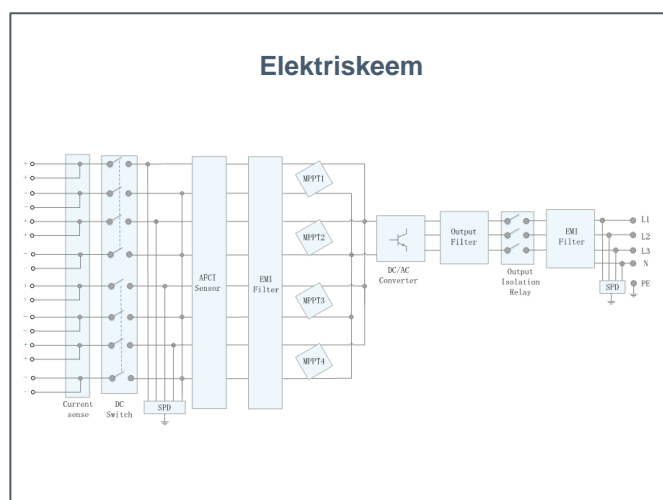 Elektriskeem
+
+
−
−
+
+
−
−
+
+
−
−
+
+
−
−
Current
sense
DC
Switch
SPD
AFCI
Sensor
EMI
Filter
MPPT1
MPPT2
MPPT3
MPPT4
DC/AC
Converter
Output
Filter
Output
Isolation
Relay
EMI
Filter
L1
L2
L3
N
PE
SPD